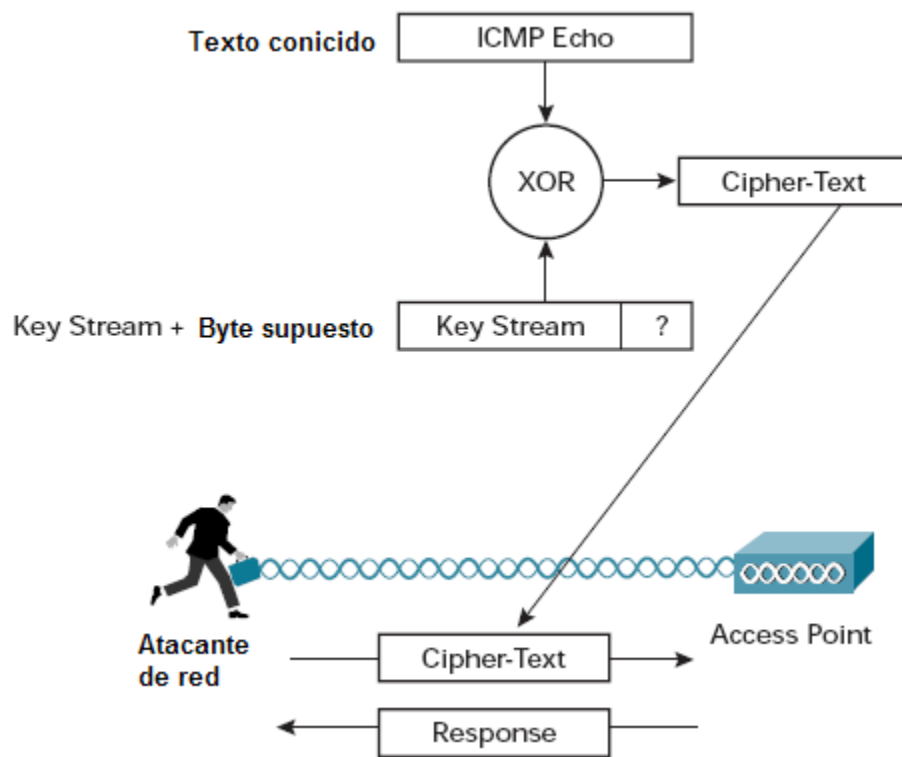 Texto conicido
ICMP Echo
XOR
Cipher-Text
Key Stream + Byte supuesto
Key Stream
?
Atacante
de red
Access Point
Cipher-Text
Response